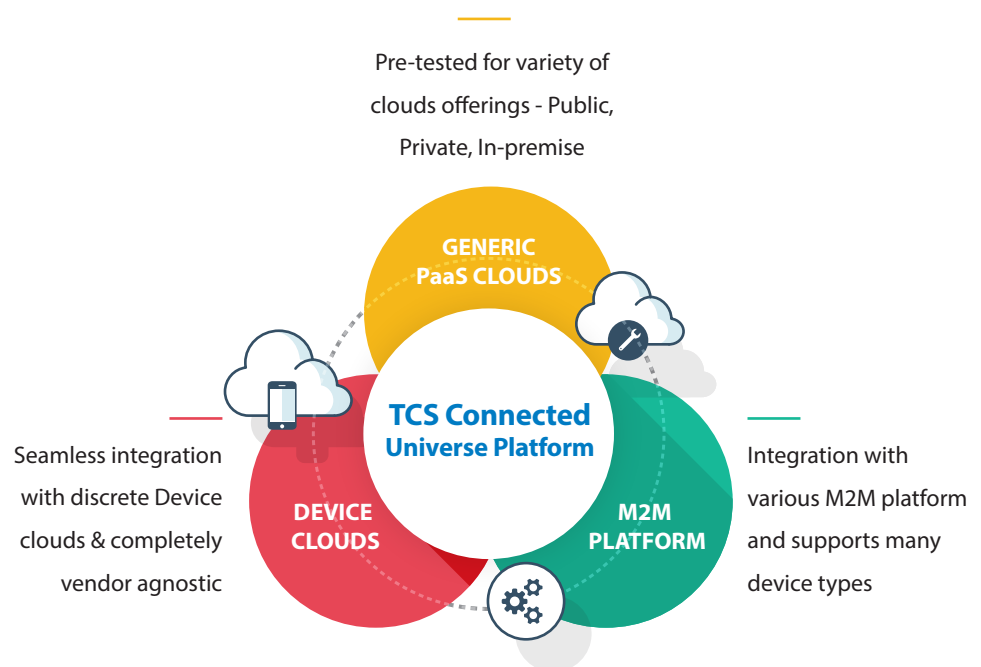 Pre-tested for variety of
clouds offerings - Public,
Private, In-premise
GENERIC
PaaS CLOUDS
TCS Connected
Universe Platform
Seamless integration
with discrete Device
clouds & completely
vendor agnostic
DEVICE
CLOUDS
M2M
PLATFORM
Integration with
various M2M platform
and supports many
device types